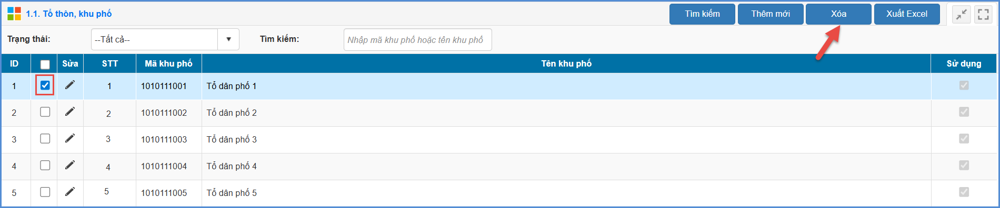 1.1. Tổ thôn, khu phố Tìm kiếm Thêm mới Xóa Xuất Excel
Trạng thái: --Tất cả-- Tìm kiếm: Nhập mã khu phố hoặc tên khu phố
ID Sửa STT Mã khu phố Tên khu phố Sử dụng
1 1 1010111001 Tổ dân phố 1
2 2 1010111002 Tổ dân phố 2
3 3 1010111003 Tổ dân phố 3
4 4 1010111004 Tổ dân phố 4
5 5 1010111005 Tổ dân phố 5